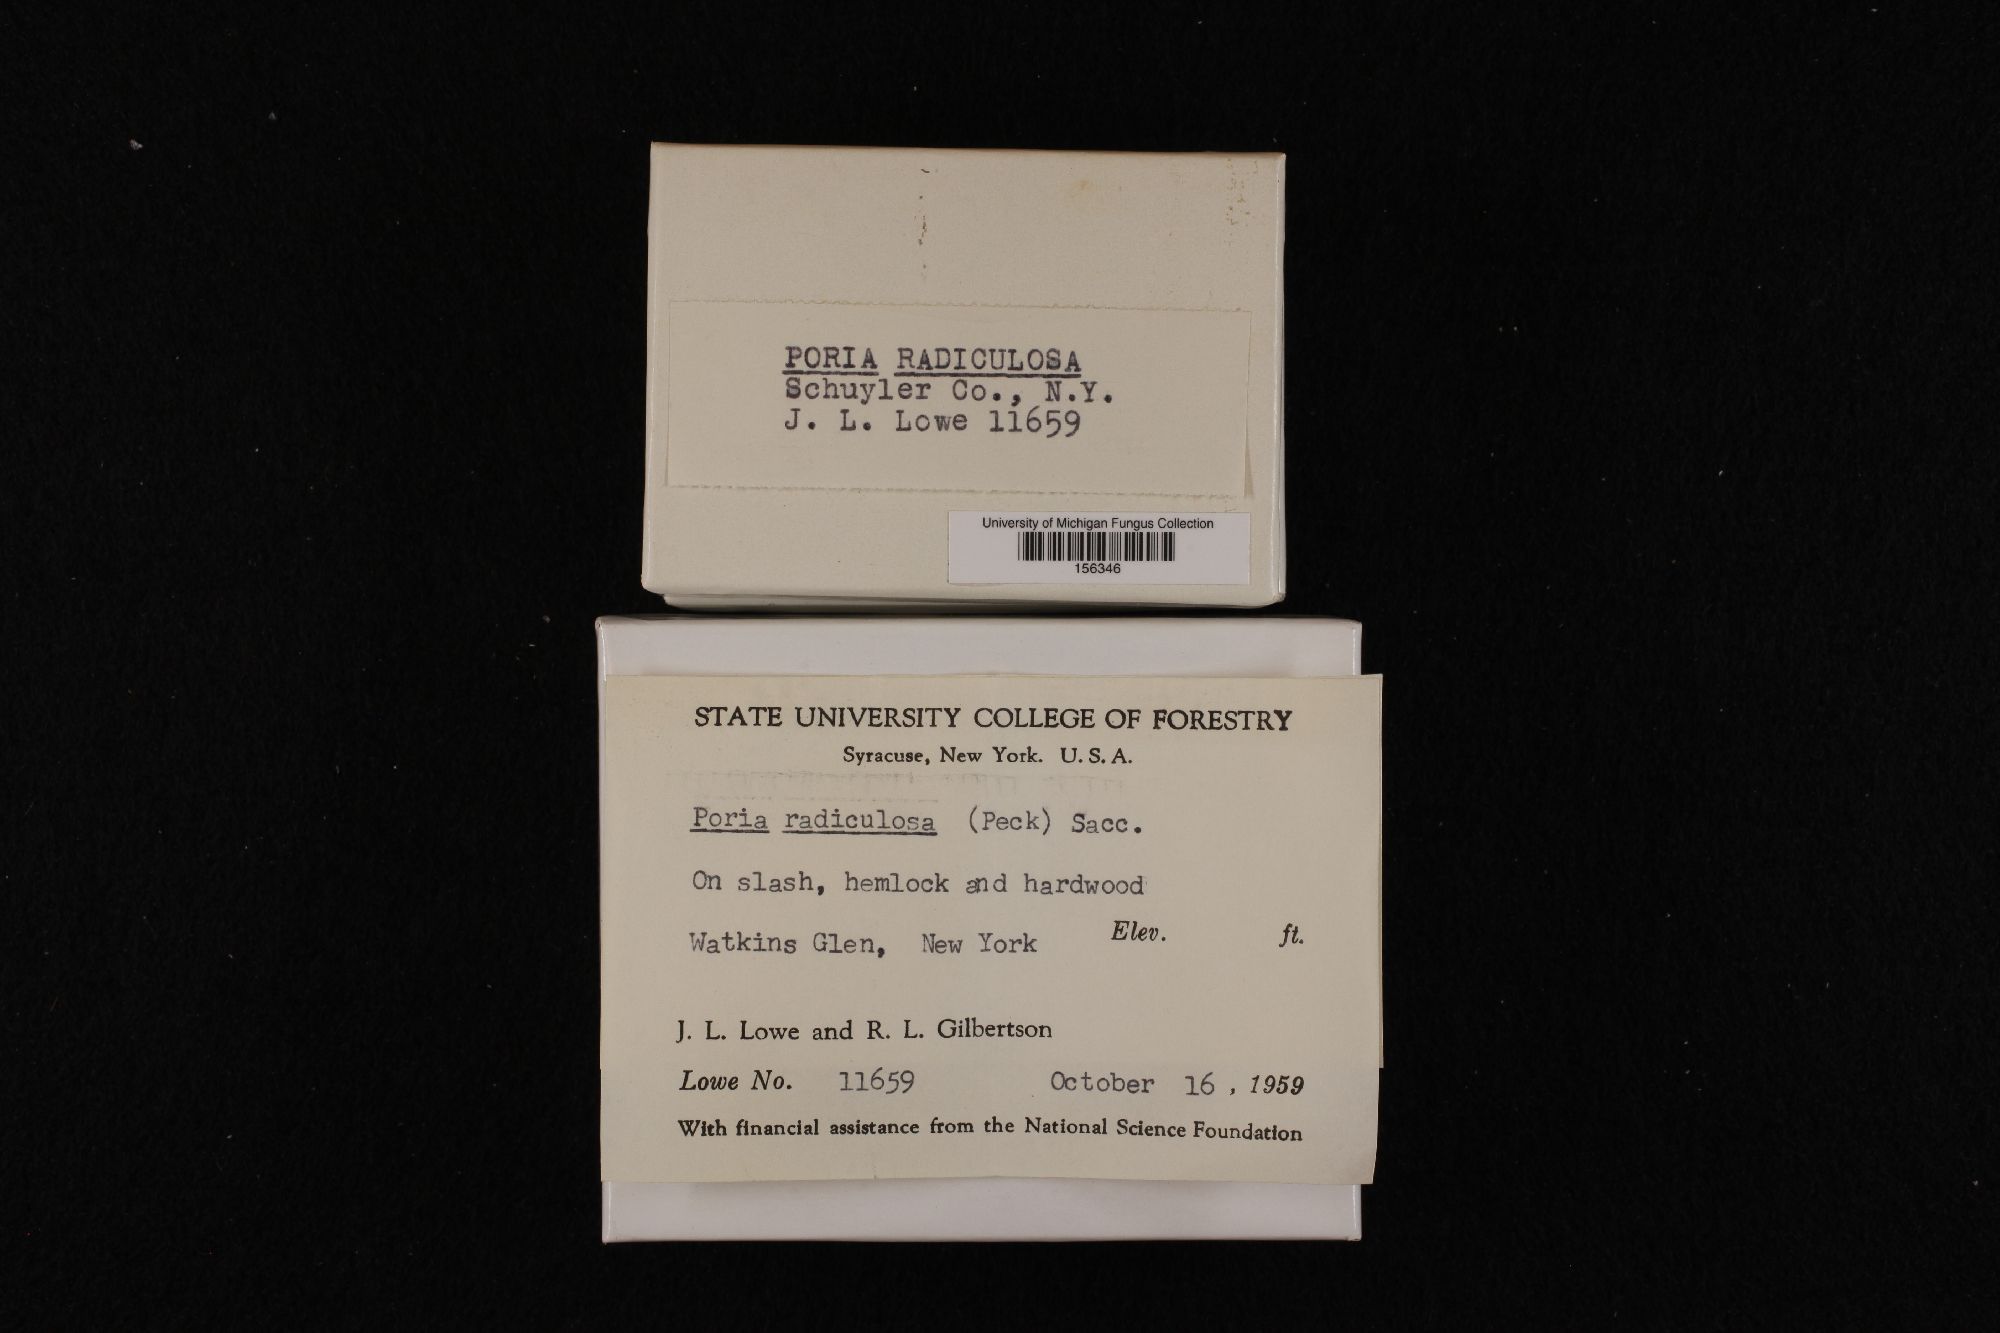 PORIA RADICULOSA
Schuyler Co., N.Y.
J. L. Lowe 11659
University of Michigan Fungus Collection
156346
STATE UNIVERSITY COLLEGE OF FORESTRY
Syracuse, New York. U. S. A.
Poria radiculosa (Peck) Sacc.
On slash, hemlock and hardwood
Watkins Glen, New York Elev. ft.
J. L. Lowe and R. L. Gilbertson
Lowe No. 11659 October 16 , 1959
With financial assistance from the National Science Foundation